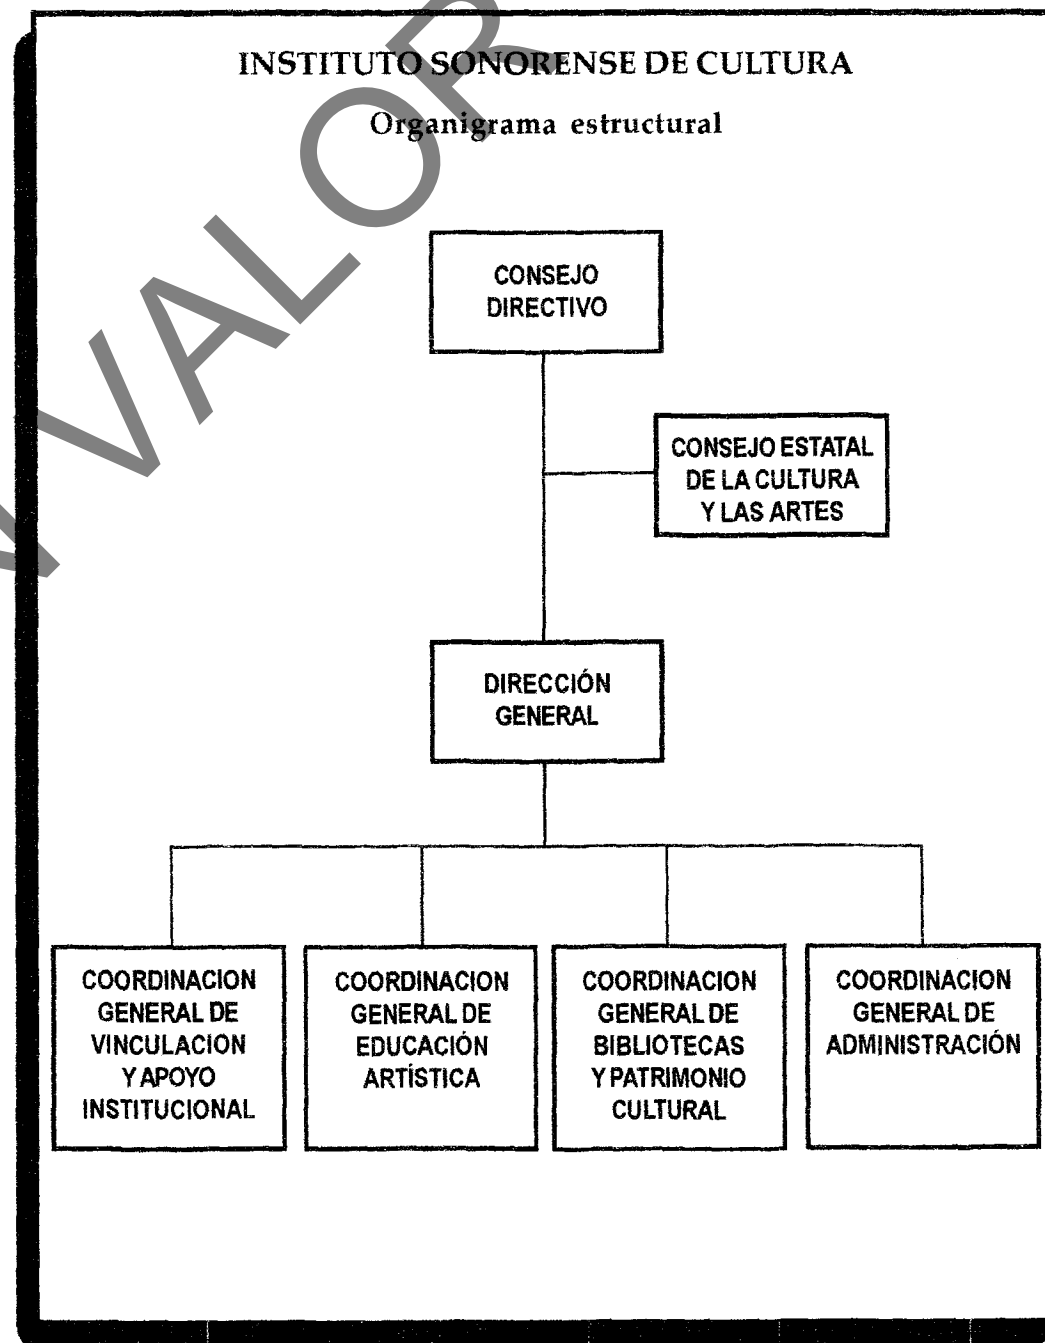 INSTITUTO SONORENSE DE CULTURA
Organigrama estructural
CONSEJO
DIRECTIVO
CONSEJO ESTATAL
DE LA CULTURA
Y LAS ARTES
DIRECCIÓN
GENERAL
COORDINACION
GENERAL DE
VINCULACION
Y APOYO
INSTITUCIONAL
COORDINACION
GENERAL DE
EDUCACIÓN
ARTÍSTICA
COORDINACION
GENERAL DE
BIBLIOTECAS
Y PATRIMONIO
CULTURAL
COORDINACION
GENERAL DE
ADMINISTRACIÓN
VALOR